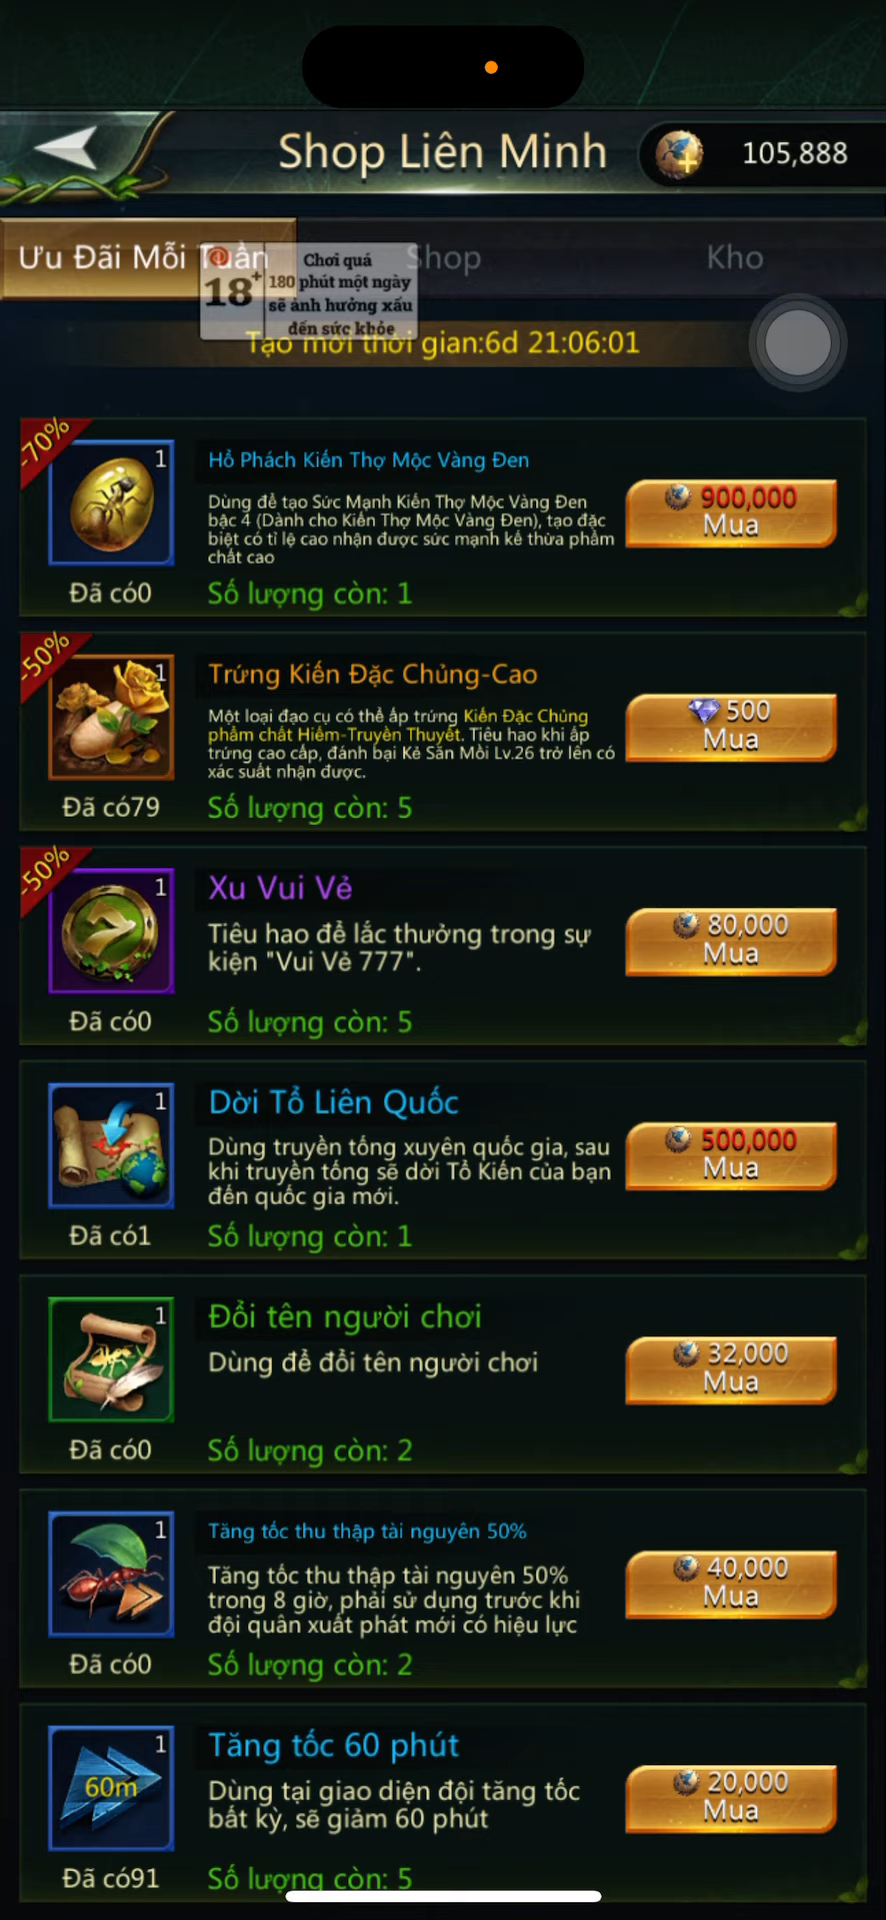 Shop Liên Minh
105,888
Ưu Đãi Mỗi Tuần
Shop
Kho
18+
Chơi quá
180 phút một ngày
sẽ ảnh hưởng xấu
đến sức khỏe
Tạo mới thời gian:6d 21:06:01
-70%
1
Hổ Phách Kiến Thợ Mộc Vàng Đen
Dùng để tạo Sức Mạnh Kiến Thợ Mộc Vàng Đen
bậc 4 (Dành cho Kiến Thợ Mộc Vàng Đen), tạo đặc
biệt có tỉ lệ cao nhận được sức mạnh kế thừa phẩm
chất cao
900,000
Mua
Đã có0
Số lượng còn: 1
-50%
1
Trứng Kiến Đặc Chủng-Cao
Một loại đạo cụ có thể ấp trứng Kiến Đặc Chủng
phẩm chất Hiếm-Truyền Thuyết. Tiêu hao khi ấp
trứng cao cấp, đánh bại Kẻ Săn Mồi Lv.26 trở lên có
xác suất nhận được.
500
Mua
Đã có79
Số lượng còn: 5
-50%
1
Xu Vui Vẻ
Tiêu hao để lắc thưởng trong sự
kiện "Vui Vẻ 777".
80,000
Mua
Đã có0
Số lượng còn: 5
1
Dời Tổ Liên Quốc
Dùng truyền tống xuyên quốc gia, sau
khi truyền tống sẽ dời Tổ Kiến của bạn
đến quốc gia mới.
500,000
Mua
Đã có1
Số lượng còn: 1
1
Đổi tên người chơi
Dùng để đổi tên người chơi
32,000
Mua
Đã có0
Số lượng còn: 2
1
Tăng tốc thu thập tài nguyên 50%
Tăng tốc thu thập tài nguyên 50%
trong 8 giờ, phải sử dụng trước khi
đội quân xuất phát mới có hiệu lực
40,000
Mua
Đã có0
Số lượng còn: 2
1
60m
Tăng tốc 60 phút
Dùng tại giao diện đội tăng tốc
bất kỳ, sẽ giảm 60 phút
20,000
Mua
Đã có91
Số lượng còn: 5